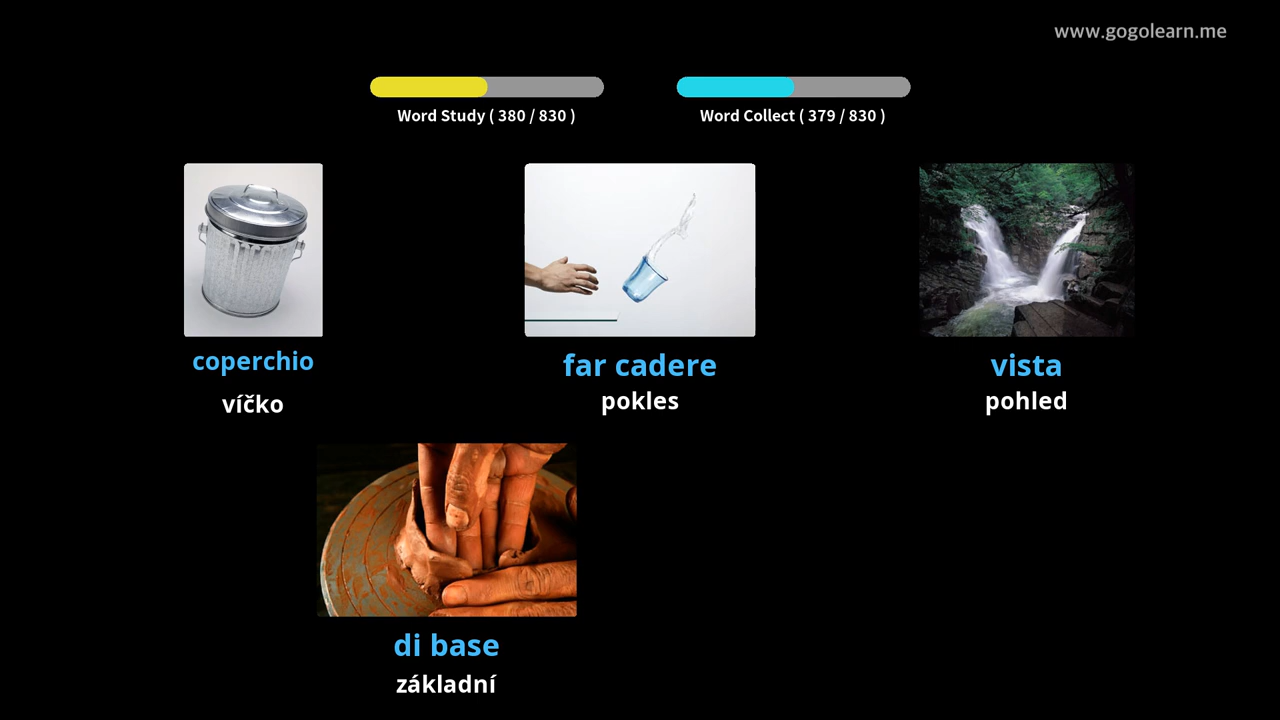 www.gogolearn.me
Word Study ( 380 / 830 )
Word Collect ( 379 / 830 )
coperchio
víčko
far cadere
pokles
vista
pohled
di base
základní